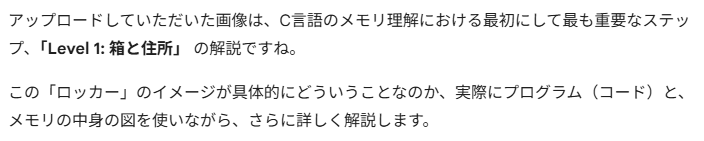 アップロードしていただいた画像は、C言語のメモリ理解における最初にして最も重要なステッ
プ、「Level 1: 箱と住所」 の解説ですね。
この「ロッカー」のイメージが具体的にどういうことなのか、実際にプログラム（コード）と、
メモリの中身の図を使いながら、さらに詳しく解説します。